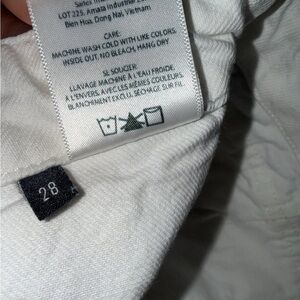 LOT 225, Amata Industrial
Bien Hoa, Dong Nai, Vietnam
CARE:
MACHINE WASH COLD WITH LIKE COLORS,
INSIDE OUT, NO BLEACH, HANG DRY
SE SOUCIER:
LAVAGE MACHINE À L'EAU FROIDE,
À L'ENVERS, AVEC LES MÊMES COULEURS,
BLANCHIMENT EXCLU, SÉCHAGE SUR FIL
28